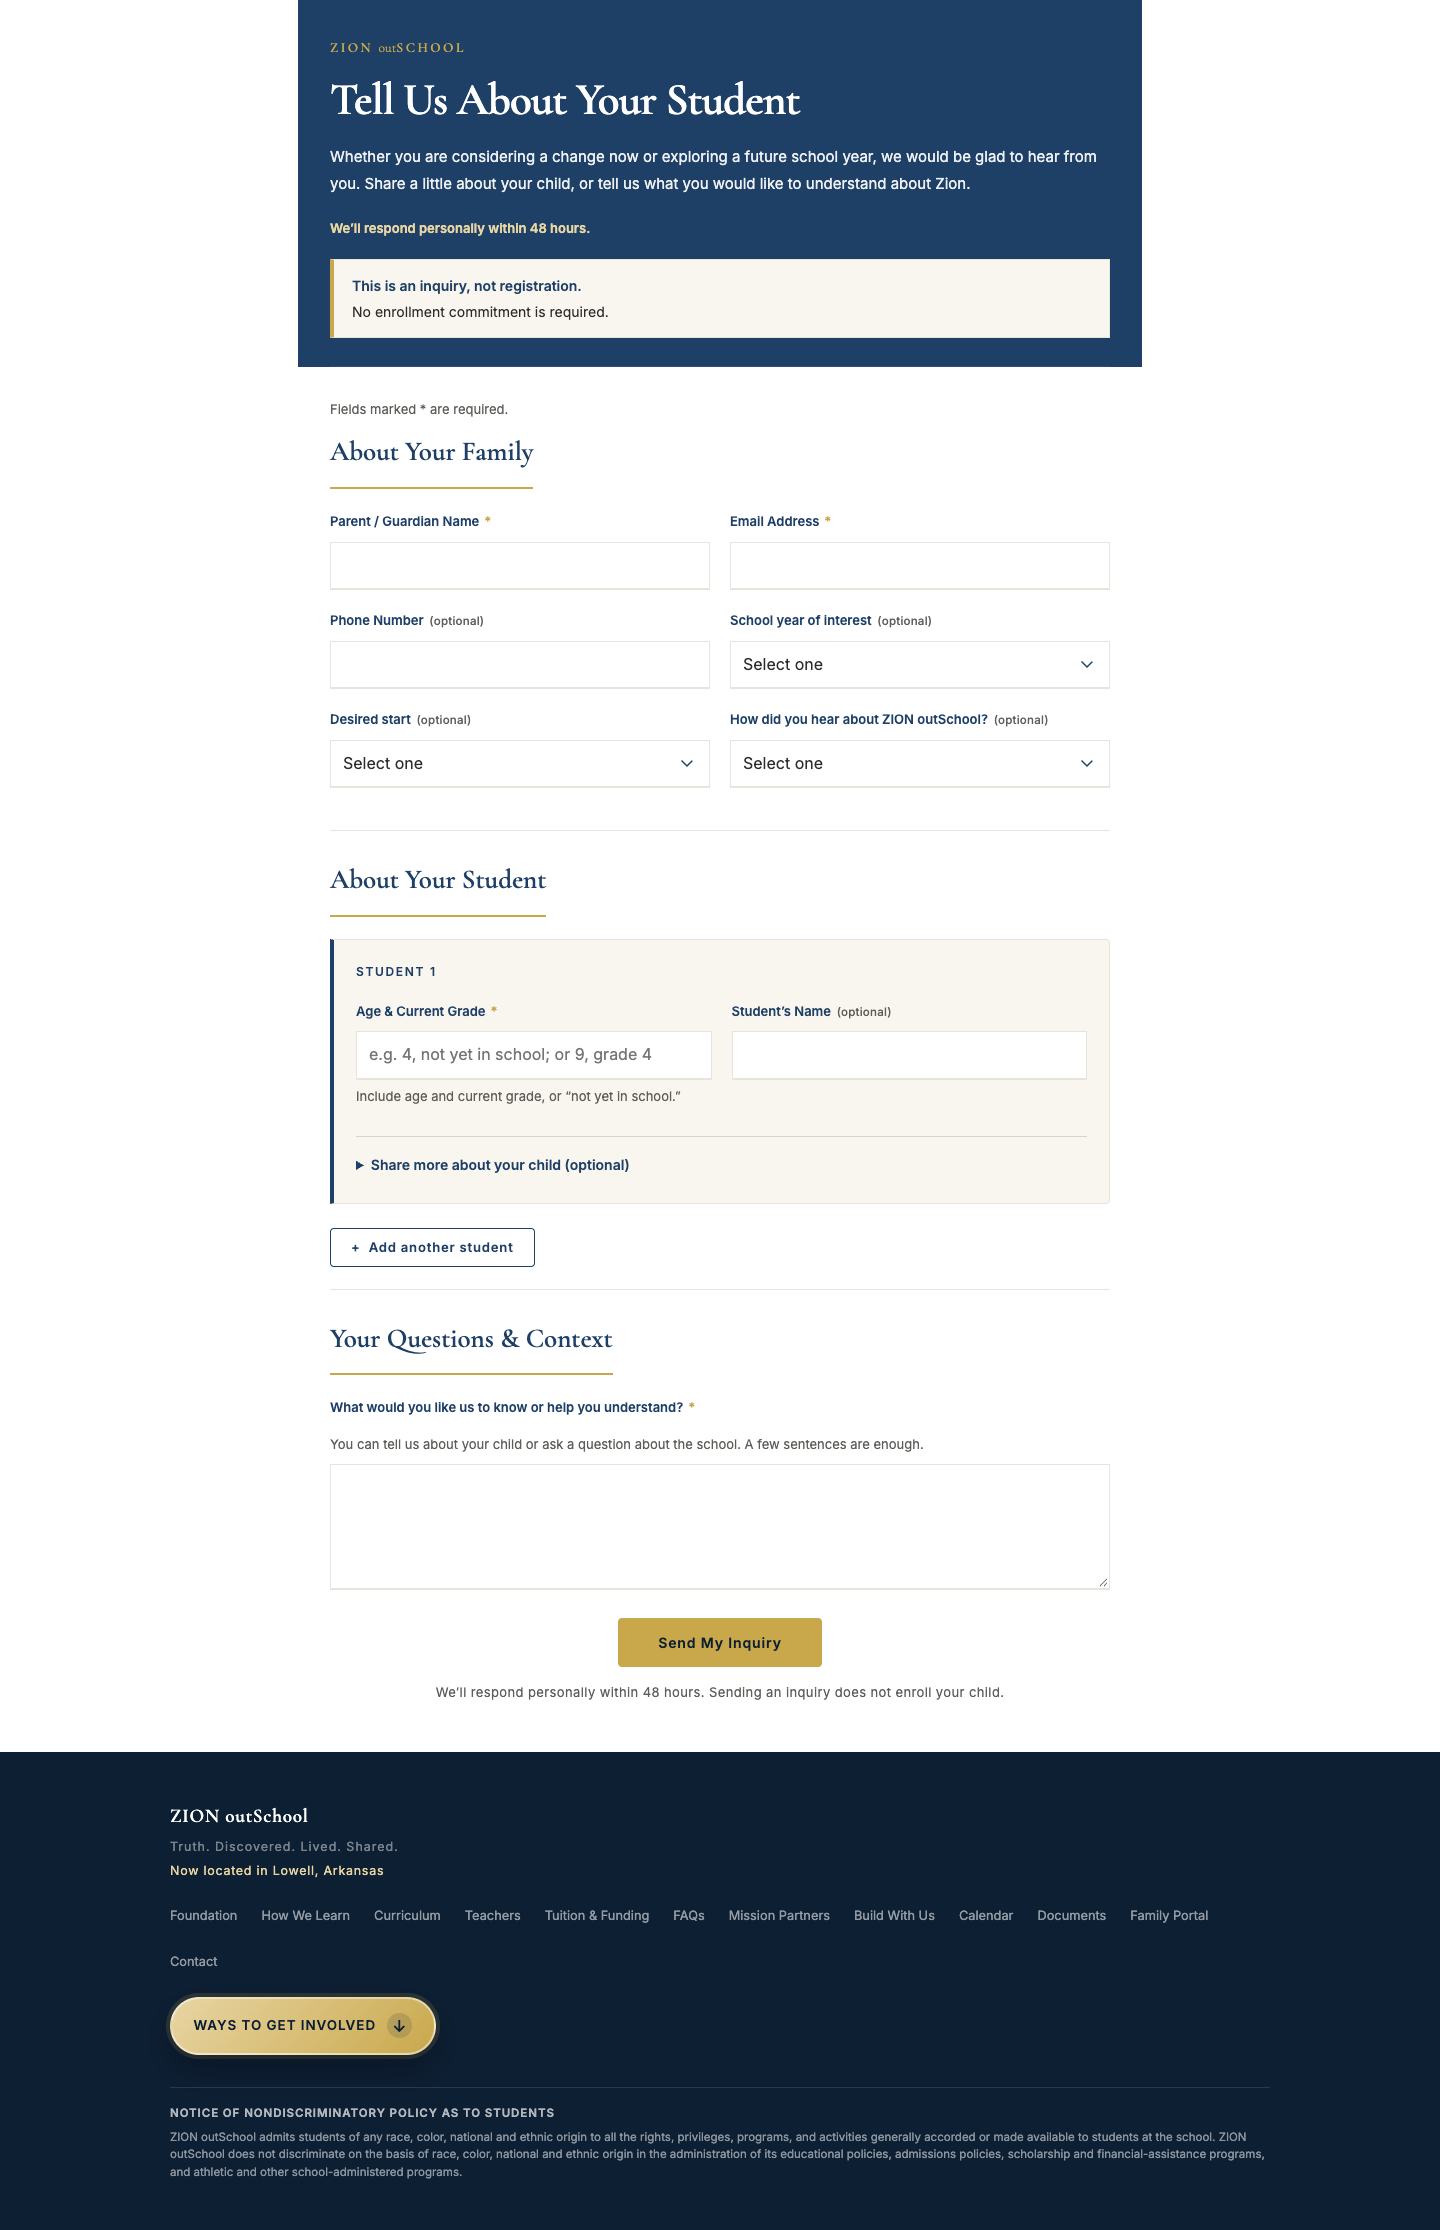 ZION outSCHOOL
Tell Us About Your Student
Whether you are considering a change now or exploring a future school year, we would be glad to hear from
you. Share a little about your child, or tell us what you would like to understand about Zion.
We’ll respond personally within 48 hours.
This is an inquiry, not registration.
No enrollment commitment is required.
Fields marked * are required.
About Your Family
Parent / Guardian Name *
Email Address *
Phone Number (optional)
School year of interest (optional)
Select one
Desired start (optional)
How did you hear about ZION outSchool? (optional)
Select one
Select one
About Your Student
STUDENT 1
Age & Current Grade *
Student’s Name (optional)
e.g. 4, not yet in school; or 9, grade 4
Include age and current grade, or “not yet in school.”
Share more about your child (optional)
+ Add another student
Your Questions & Context
What would you like us to know or help you understand? *
You can tell us about your child or ask a question about the school. A few sentences are enough.
Send My Inquiry
We’ll respond personally within 48 hours. Sending an inquiry does not enroll your child.
ZION outSchool
Truth. Discovered. Lived. Shared.
Now located in Lowell, Arkansas
Foundation How We Learn Curriculum Teachers Tuition & Funding FAQs Mission Partners Build With Us Calendar Documents Family Portal
Contact
WAYS TO GET INVOLVED
NOTICE OF NONDISCRIMINATORY POLICY AS TO STUDENTS
ZION outSchool admits students of any race, color, national and ethnic origin to all the rights, privileges, programs, and activities generally accorded or made available to students at the school. ZION
outSchool does not discriminate on the basis of race, color, national and ethnic origin in the administration of its educational policies, admissions policies, scholarship and financial-assistance programs,
and athletic and other school-administered programs.